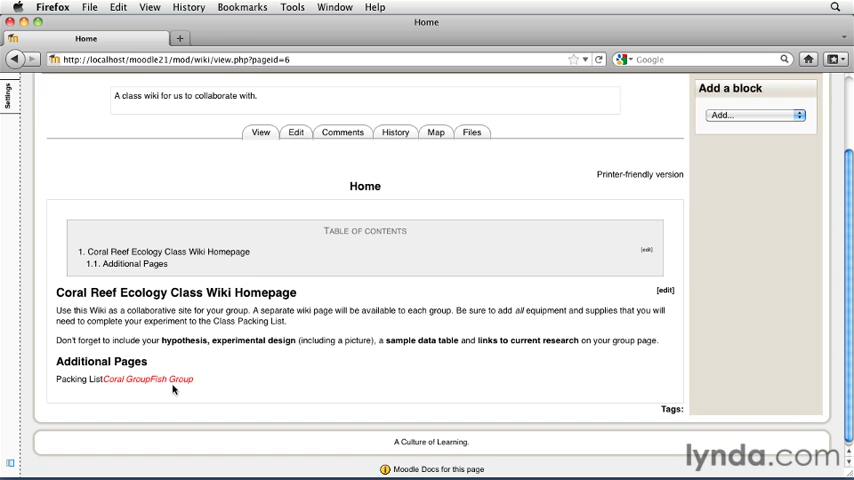 Firefox File Edit View History Bookmarks Tools Window Help
Home
Home
http://localhost/moodle21/mod/wiki/view.php?pageid=6
Google
Settings
A class wiki for us to collaborate with.
Add a block
Add...
View Edit Comments History Map Files
Printer-friendly version
Home
TABLE OF CONTENTS
1. Coral Reef Ecology Class Wiki Homepage [edit]
1.1. Additional Pages
Coral Reef Ecology Class Wiki Homepage [edit]
Use this Wiki as a collaborative site for your group. A separate wiki page will be available to each group. Be sure to add all equipment and supplies that you will
need to complete your experiment to the Class Packing List.
Don't forget to include your hypothesis, experimental design (including a picture), a sample data table and links to current research on your group page.
Additional Pages
Packing ListCoral GroupFish Group
Tags:
A Culture of Learning.
Moodle Docs for this page
lynda.com